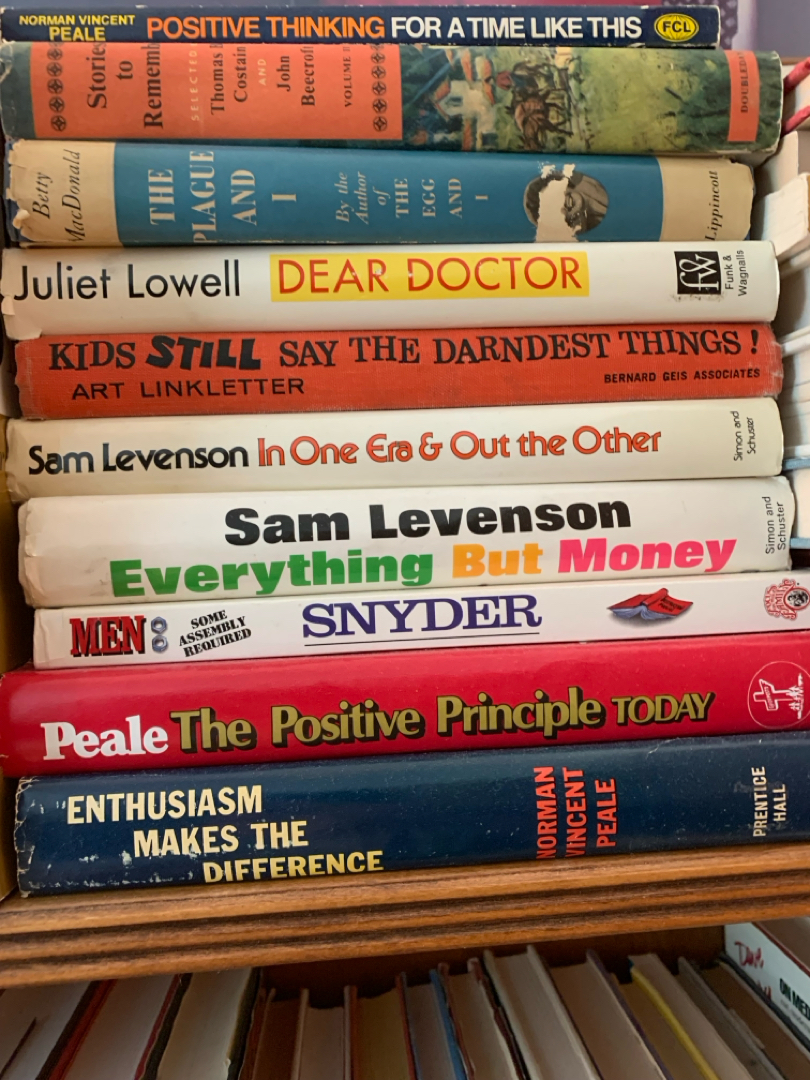 NORMAN VINCENT
PEALE
POSITIVE THINKING FOR A TIME LIKE THIS
FCL
Stories
to
Rememb
SELECTED
Thomas B
Costain
AND
John
Beecroft
VOLUME II
DOUBLEDAY
Betty
MacDonald
THE
PLAGUE
AND
I
By the
Author
of
THE
EGG
AND
I
Lippincott
Juliet Lowell
DEAR DOCTOR
fW
Funk &
Wagnalls
KIDS STILL SAY THE DARNDEST THINGS!
ART LINKLETTER
BERNARD GEIS ASSOCIATES
Sam Levenson In One Era & Out the Other
Simon and
Schuster
Sam Levenson
Everything But Money
Simon and
Schuster
MEN:
SOME
ASSEMBLY
REQUIRED
SNYDER
Peale The Positive Principle TODAY
ENTHUSIASM
MAKES THE
DIFFERENCE
NORMAN
VINCENT
PEALE
PRENTICE
HALL